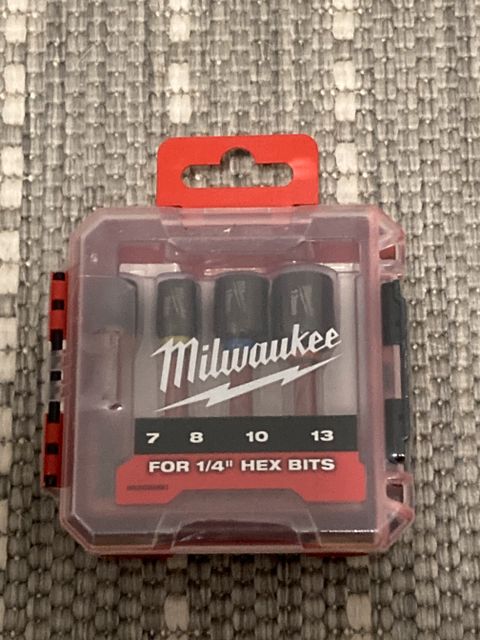 Milwaukee
7 8 10 13
FOR 1/4" HEX BITS